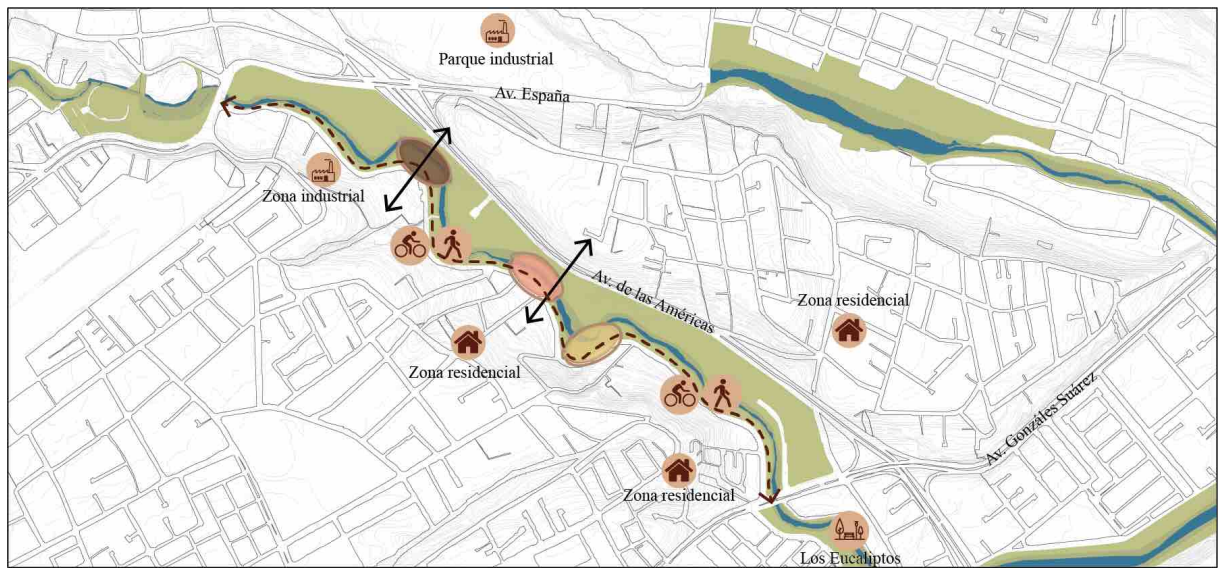 Parque industrial
Av. España
Zona industrial
Av. de las Américas
Zona residencial
Zona residencial
Av. Gonzáles Suárez
Zona residencial
Los Eucaliptos